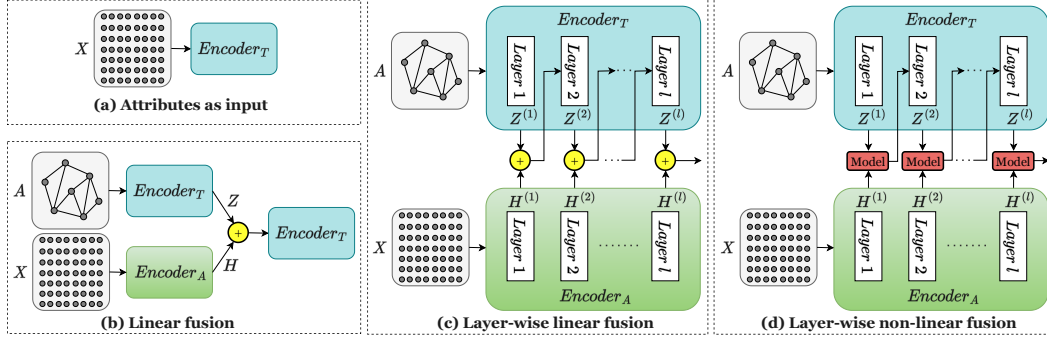 X
Encoder_T
(a) Attributes as input
A
Encoder_T
Z
+
Encoder_T
X
Encoder_A
H
(b) Linear fusion
Encoder_T
A
Layer 1
Layer 2
......
Layer l
Z^(1)
Z^(2)
Z^(l)
+
+
......
+
H^(1)
H^(2)
H^(l)
X
Layer 1
Layer 2
.......
Layer l
Encoder_A
(c) Layer-wise linear fusion
Encoder_T
A
Layer 1
Layer 2
......
Layer l
Z^(1)
Z^(2)
Z^(l)
Model
Model
......
Model
H^(1)
H^(2)
H^(l)
X
Layer 1
Layer 2
.......
Layer l
Encoder_A
(d) Layer-wise non-linear fusion